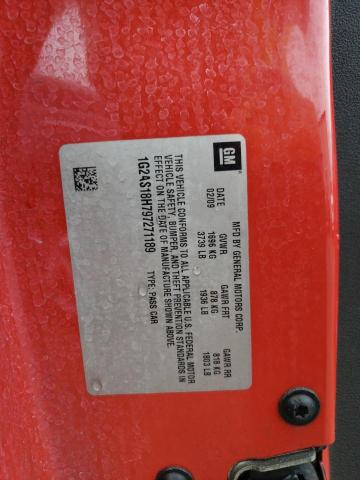 GM
MFD BY GENERAL MOTORS CORP
DATE GVWR GAWR FRT GAWR RR
02/09 1696 KG 878 KG 818 KG
3739 LB 1936 LB 1803 LB
THIS VEHICLE CONFORMS TO ALL APPLICABLE U.S. FEDERAL MOTOR
VEHICLE SAFETY, BUMPER, AND THEFT PREVENTION STANDARDS IN
EFFECT ON THE DATE OF MANUFACTURE SHOWN ABOVE.
1G24S18H797271189 TYPE: PASS CAR